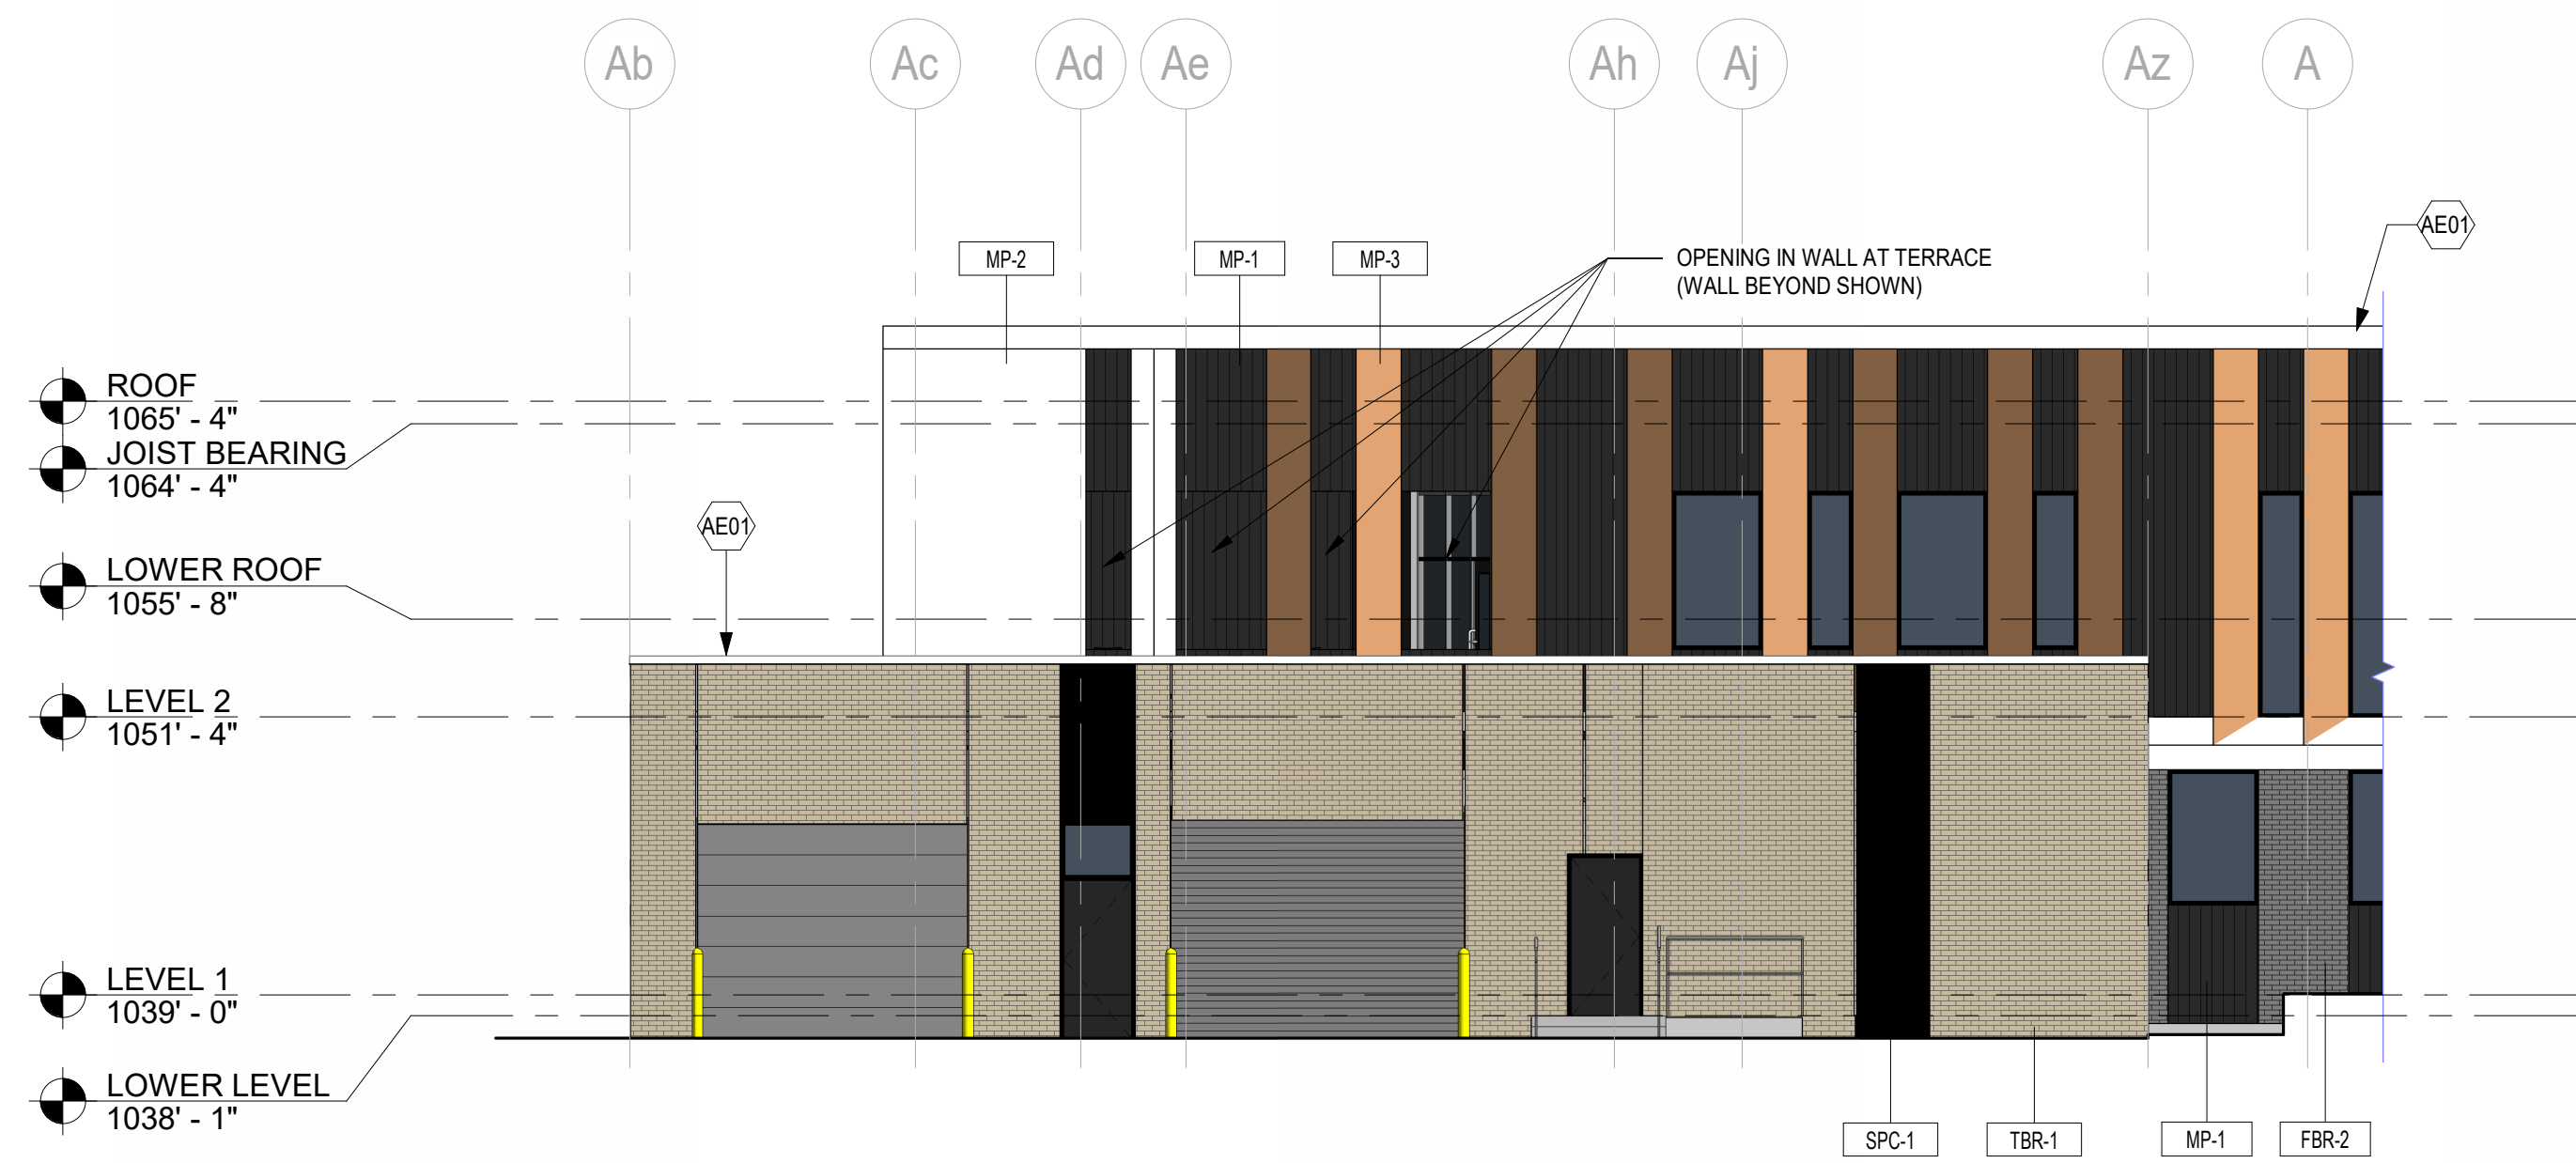 Ab
Ac
Ad
Ae
Ah
Aj
Az
A
AE01
MP-2
MP-1
MP-3
OPENING IN WALL AT TERRACE
(WALL BEYOND SHOWN)
ROOF
1065' - 4"
JOIST BEARING
1064' - 4"
AE01
LOWER ROOF
1055' - 8"
LEVEL 2
1051' - 4"
LEVEL 1
1039' - 0"
LOWER LEVEL
1038' - 1"
SPC-1
TBR-1
MP-1
FBR-2